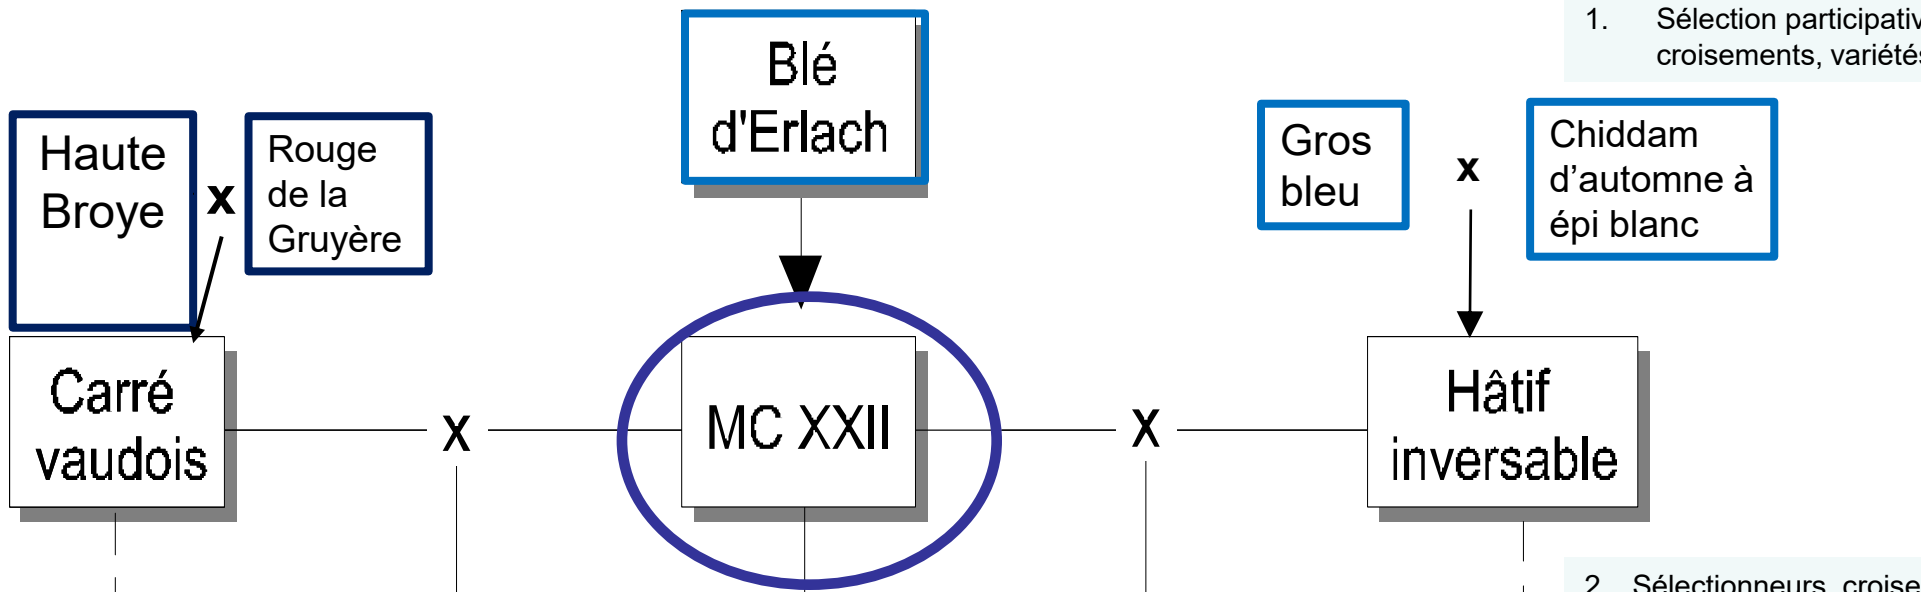 1. Sélection participativ
croisements, variétés
Blé
d'Erlach
Haute
Broye
x
Rouge
de la
Gruyère
Gros
bleu
x
Chiddam
d’automne à
épi blanc
Carré
vaudois
X
MC XXII
X
Hâtif
inversable
2. Sélectionneurs, croise